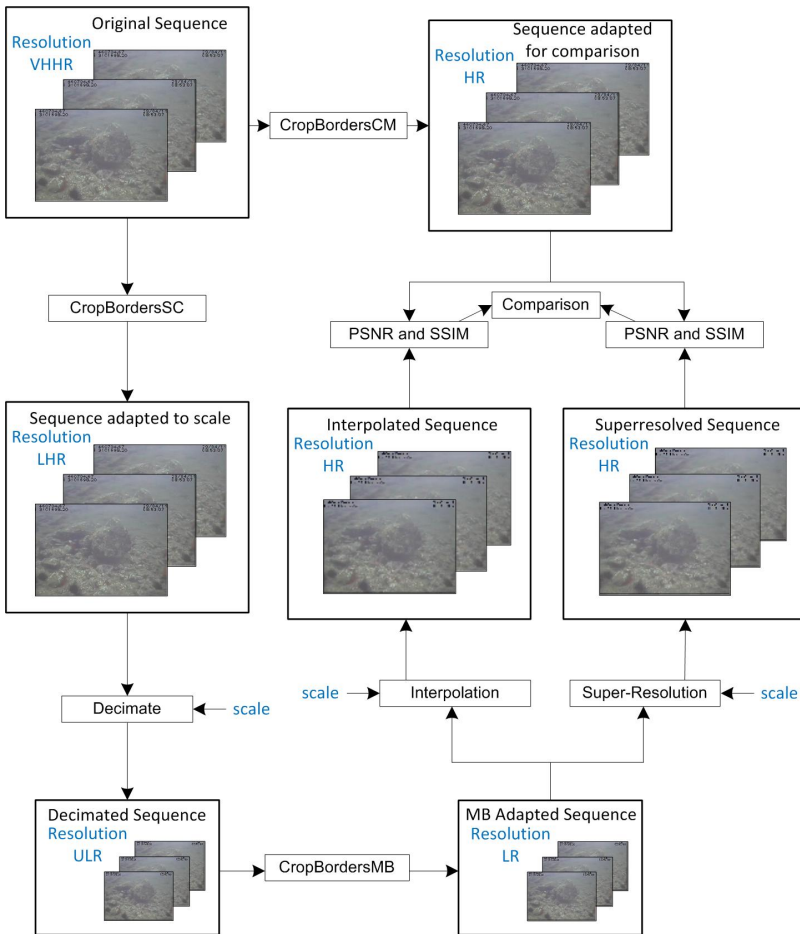 Original Sequence
Resolution
VHHR
CropBordersCM
Sequence adapted
for comparison
Resolution
HR
CropBordersSC
Comparison
PSNR and SSIM
PSNR and SSIM
Sequence adapted to scale
Resolution
LHR
Interpolated Sequence
Resolution
HR
Superresolved Sequence
Resolution
HR
Decimate
scale
scale
Interpolation
Super-Resolution
scale
Decimated Sequence
Resolution
ULR
CropBordersMB
MB Adapted Sequence
Resolution
LR